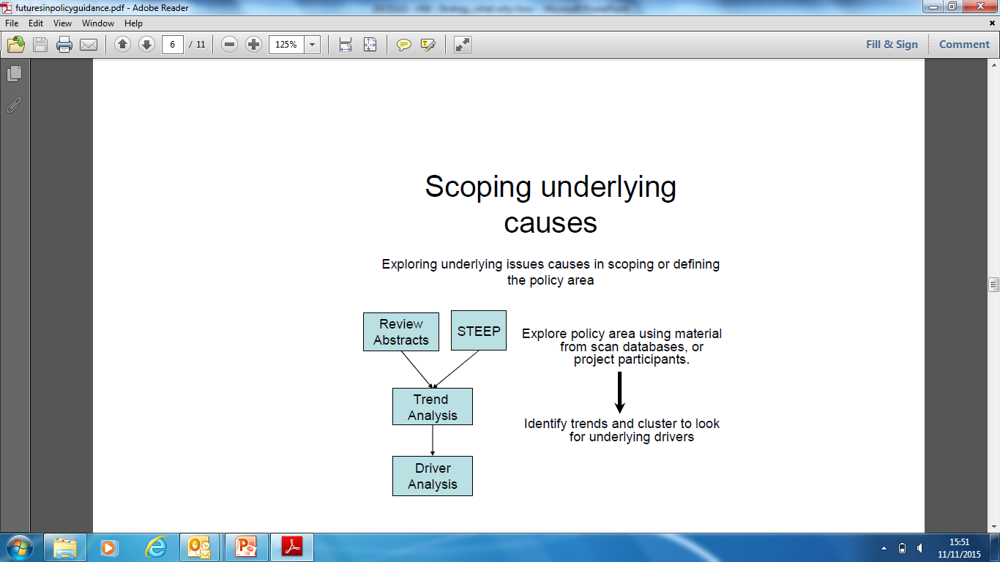 futuresinpolicyguidance.pdf - Adobe Reader
File Edit View Window Help
6 / 11
125%
Fill & Sign
Comment
Scoping underlying
causes
Exploring underlying issues causes in scoping or defining
the policy area
Review
Abstracts
STEEP
Trend
Analysis
Driver
Analysis
Explore policy area using material
from scan databases, or
project participants.
Identify trends and cluster to look
for underlying drivers
15:51
11/11/2015